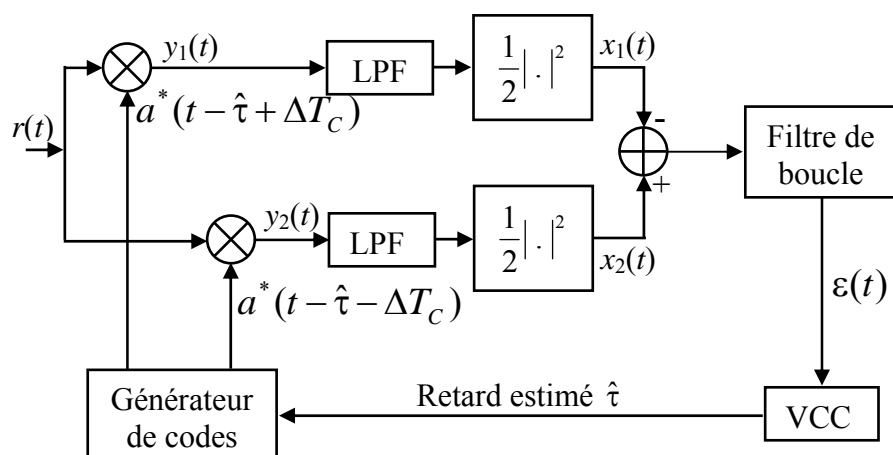 y₁(t)
LPF
1/2|.|²
x₁(t)
-
r(t)
a*(t − τ̂ + ΔT_C)
Filtre de
boucle
+
y₂(t)
LPF
1/2|.|²
x₂(t)
a*(t − τ̂ − ΔT_C)
ε(t)
Générateur
de codes
Retard estimé τ̂
VCC